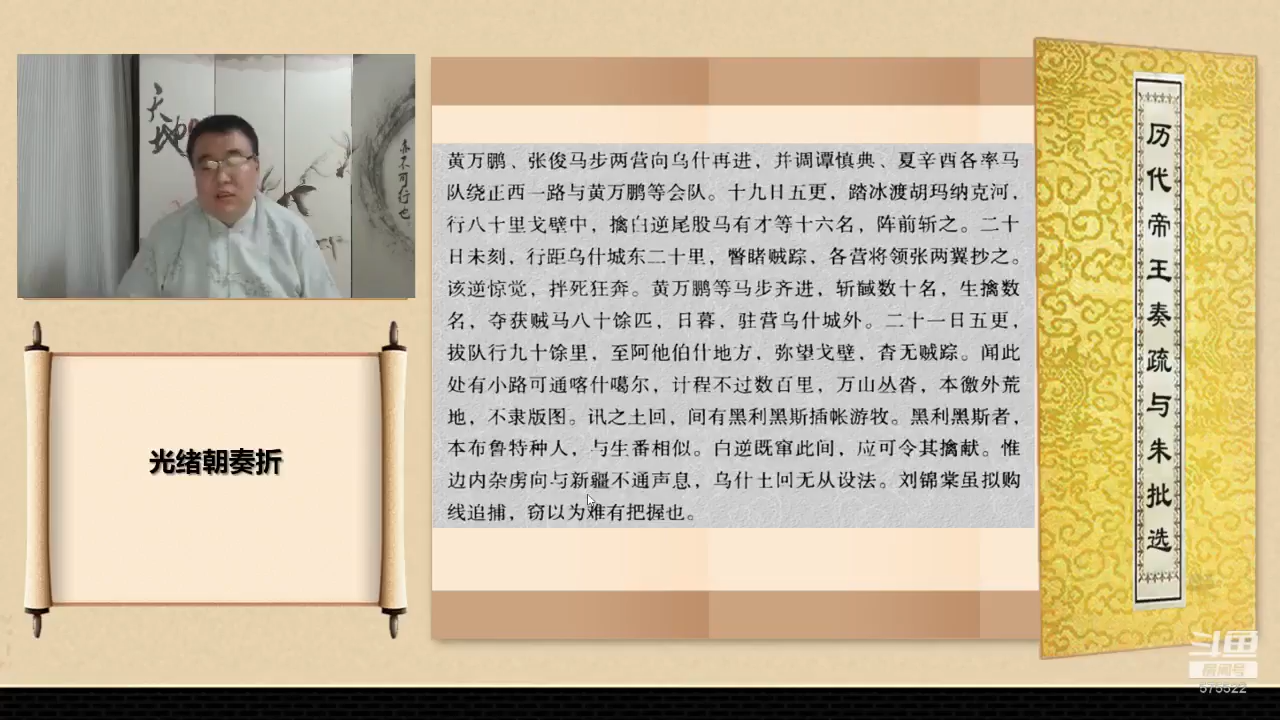 天地
亦不可行也
光绪朝奏折
黄万鹏、张俊马步两营向乌什再进，并调谭慎典、夏辛酉各率马
队绕正西一路与黄万鹏等会队。十九日五更，踏冰渡胡玛纳克河，
行八十里戈壁中，擒白逆尾股马有才等十六名，阵前斩之。二十
日未刻，行距乌什城东二十里，瞥睹贼踪，各营将领张两翼抄之。
该逆惊觉，拌死狂奔。黄万鹏等马步齐进，斩馘数十名，生擒数
名，夺获贼马八十馀匹，日暮，驻营乌什城外。二十一日五更，
拔队行九十馀里，至阿他伯什地方，弥望戈壁，杳无贼踪。闻此
处有小路可通喀什噶尔，计程不过数百里，万山丛沓，本徼外荒
地，不隶版图。讯之土回，间有黑利黑斯插帐游牧。黑利黑斯者，
本布鲁特种人，与生番相似。白逆既窜此间，应可令其擒献。惟
边内杂虏向与新疆不通声息，乌什土回无从设法。刘锦棠虽拟购
线追捕，窃以为难有把握也。
历代帝王奏疏与朱批选
斗鱼
房间号
575522